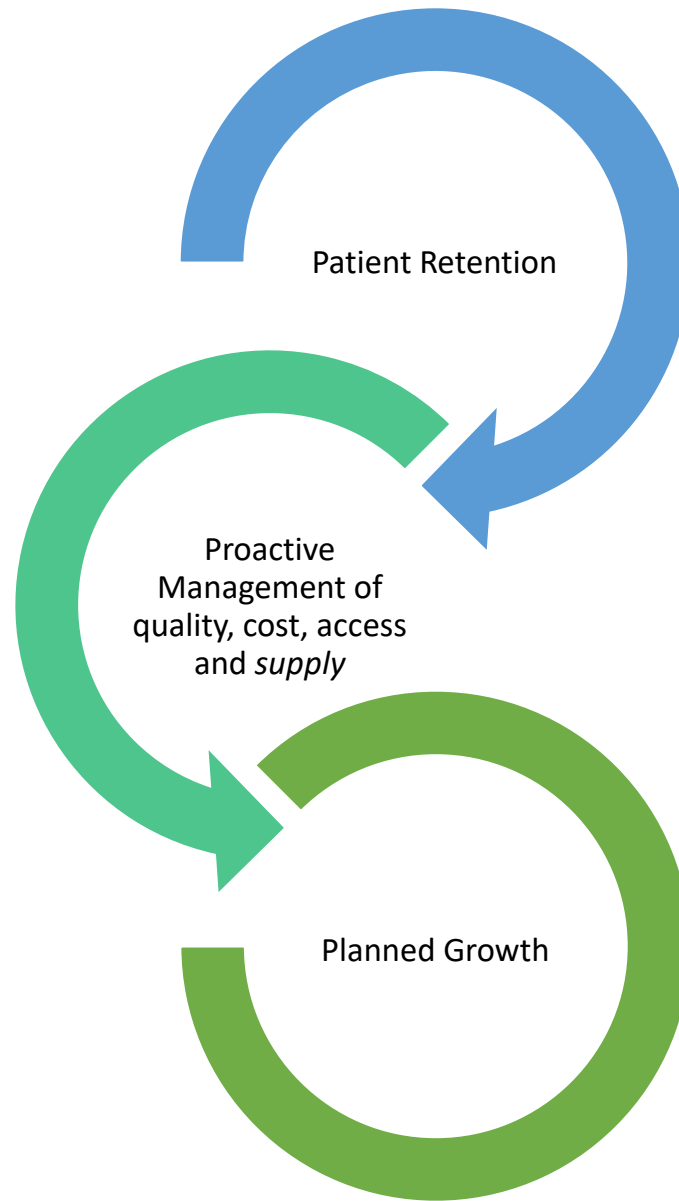 Patient Retention
Proactive
Management of
quality, cost, access
and supply
Planned Growth